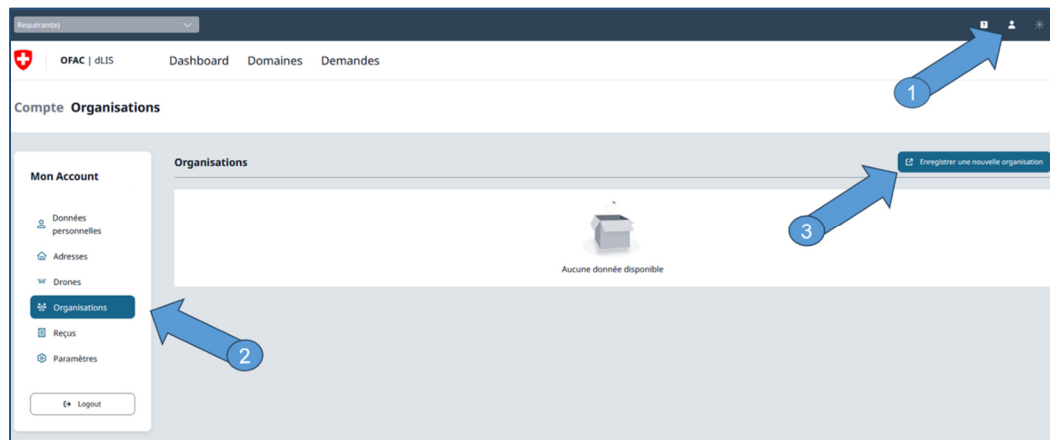 Requérant(e)
?
1
OFAC | dLIS
Dashboard
Domaines
Demandes
Compte Organisations
Mon Account
Données
personnelles
Adresses
Drones
Organisations
Reçus
Paramètres
Logout
2
Organisations
Enregistrer une nouvelle organisation
3
Aucune donnée disponible